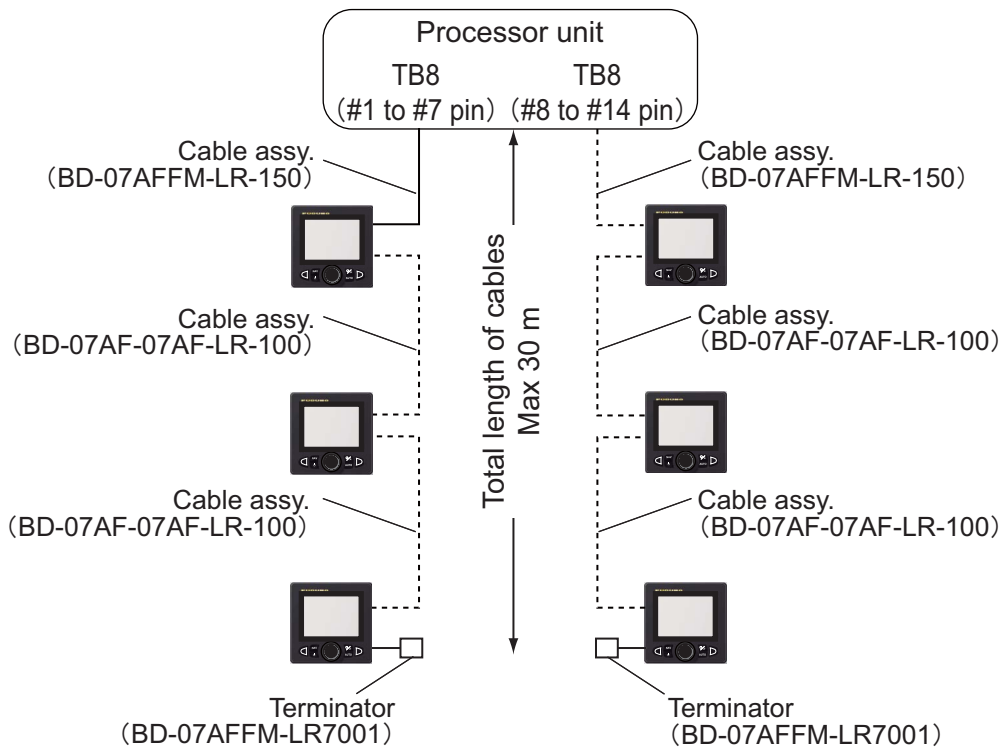 Processor unit
TB8 TB8
(#1 to #7 pin) (#8 to #14 pin)
Cable assy.
(BD-07AFFM-LR-150)
Cable assy.
(BD-07AFFM-LR-150)
Total length of cables
Max 30 m
Cable assy.
(BD-07AF-07AF-LR-100)
Cable assy.
(BD-07AF-07AF-LR-100)
Cable assy.
(BD-07AF-07AF-LR-100)
Cable assy.
(BD-07AF-07AF-LR-100)
Terminator
(BD-07AFFM-LR7001)
Terminator
(BD-07AFFM-LR7001)